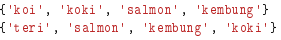 {'koi', 'koki', 'salmon', 'kembung'}
{'teri', 'salmon', 'kembung', 'koki'}